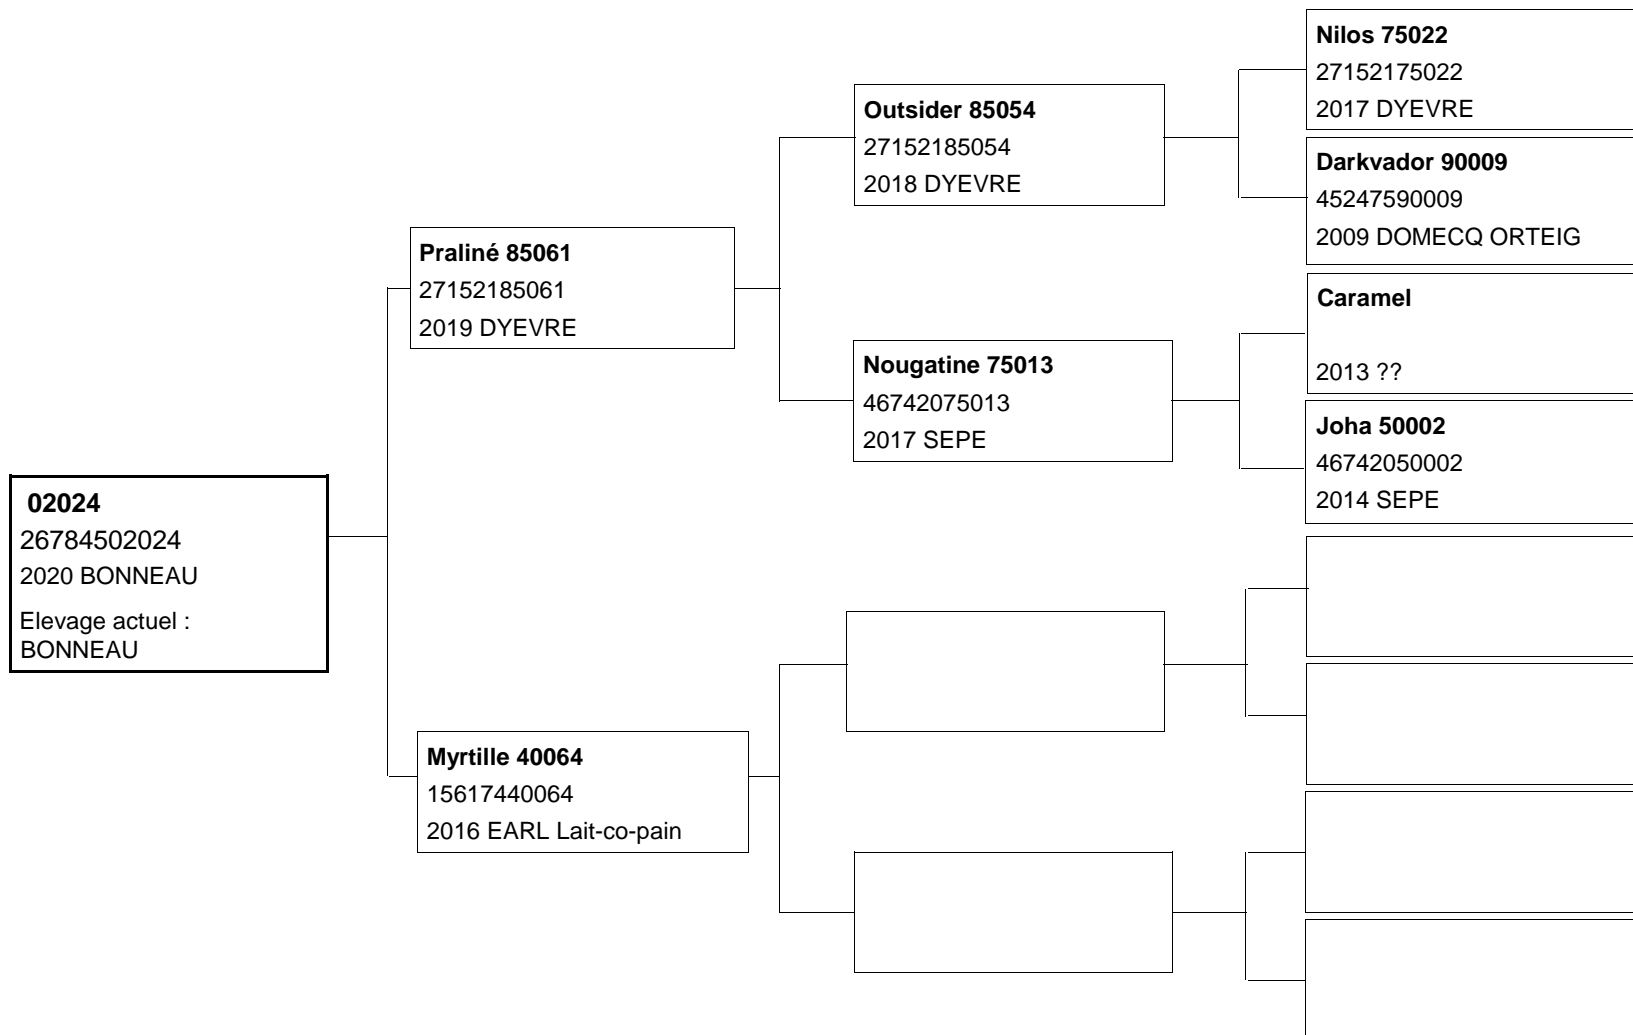 Nilos 75022
27152175022
2017 DYEVRE
Outsider 85054
27152185054
2018 DYEVRE
Darkvador 90009
45247590009
2009 DOMECQ ORTEIG
Praliné 85061
27152185061
2019 DYEVRE
Caramel
2013 ??
Nougatine 75013
46742075013
2017 SEPE
Joha 50002
46742050002
2014 SEPE
02024
26784502024
2020 BONNEAU
Elevage actuel :
BONNEAU
Myrtille 40064
15617440064
2016 EARL Lait-co-pain